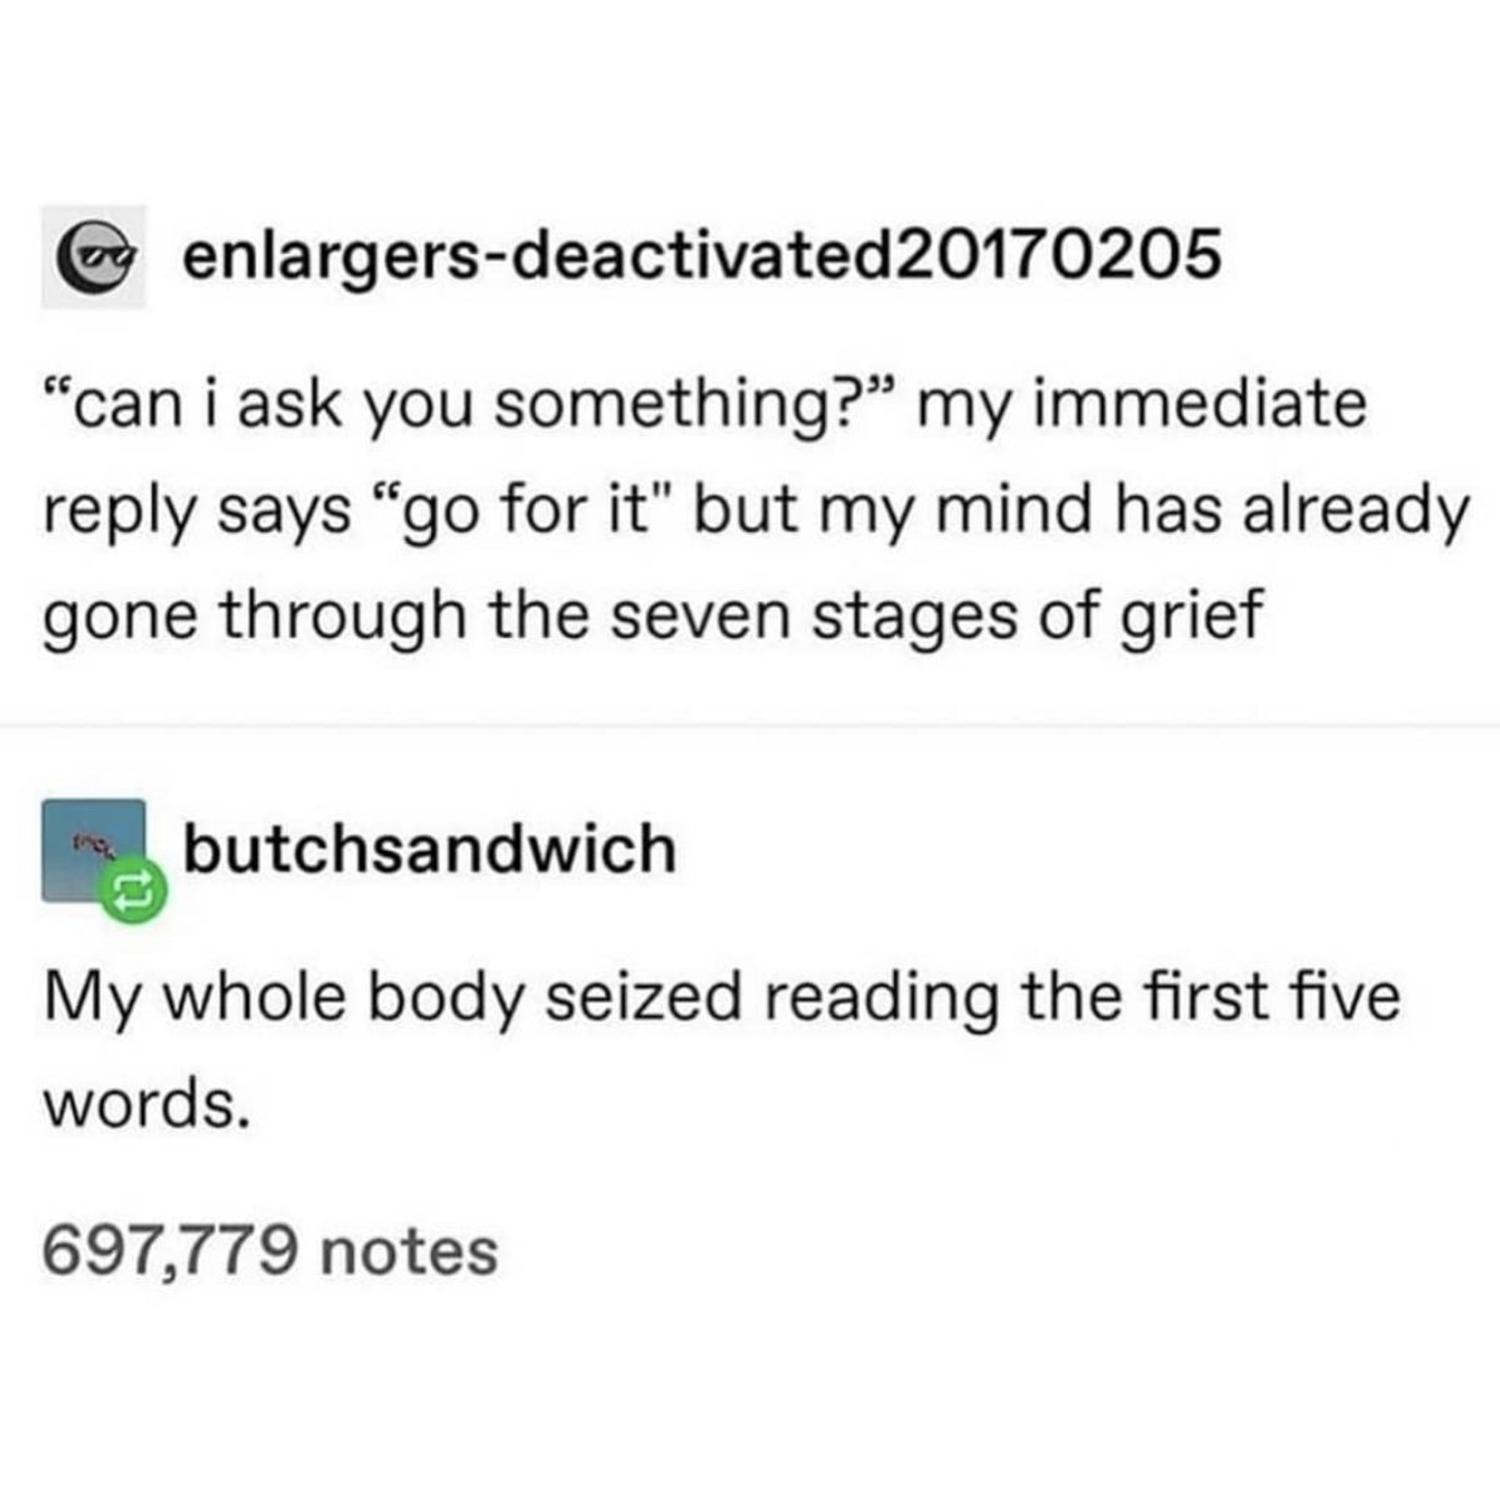 enlargers-deactivated20170205
“can i ask you something?” my immediate
reply says “go for it" but my mind has already
gone through the seven stages of grief
butchsandwich
My whole body seized reading the first five
words.
697,779 notes